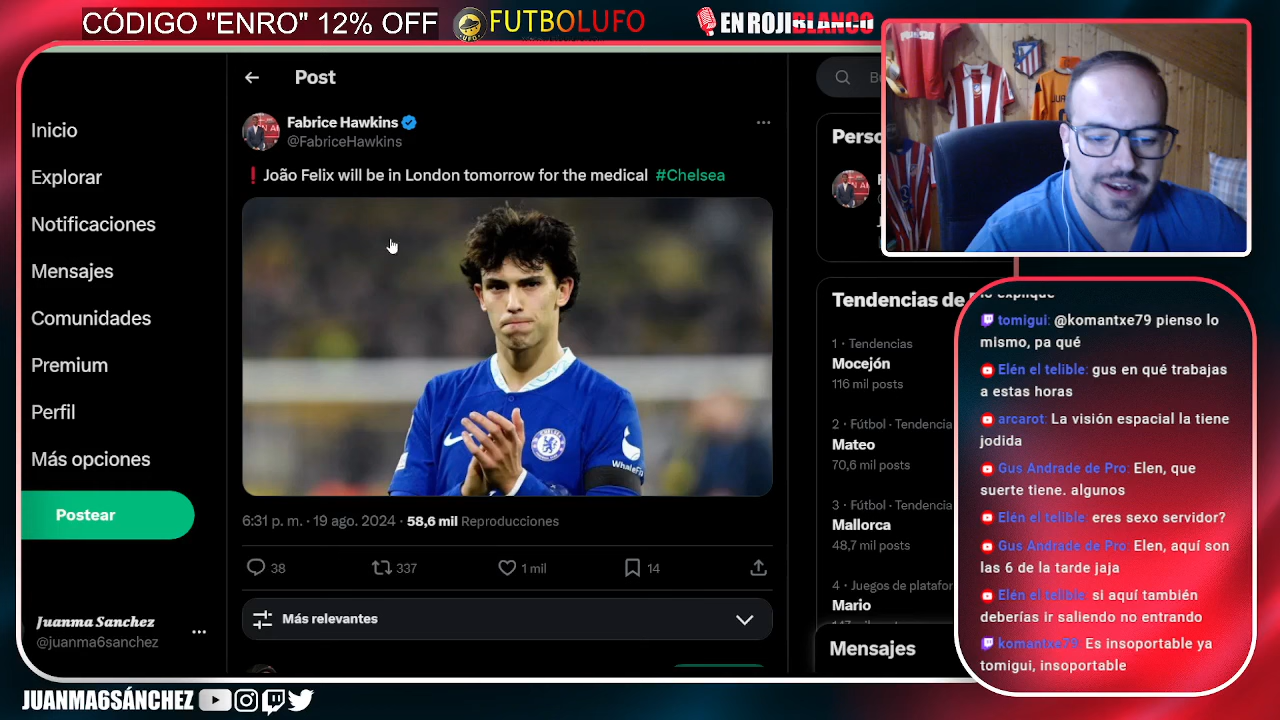 CÓDIGO "ENRO" 12% OFF
FUTBOLUFO
EN ROJIBLANCO
Inicio
Explorar
Notificaciones
Mensajes
Comunidades
Premium
Perfil
Más opciones
Postear
Juanma Sanchez
@juanma6sanchez
Post
Fabrice Hawkins
@FabriceHawkins
❗João Felix will be in London tomorrow for the medical #Chelsea
WhaleFin
6:31 p. m. · 19 ago. 2024 · 58,6 mil Reproducciones
38
337
1 mil
14
Más relevantes
Tendencias de
1 · Tendencias
Mocejón
116 mil posts
2 · Fútbol · Tendencia
Mateo
70,6 mil posts
3 · Fútbol · Tendencia
Mallorca
48,7 mil posts
4 · Juegos de platafor
Mario
Mensajes
lo explique
tomigui: @komantxe79 pienso lo
mismo, pa qué
Elén el telible: gus en qué trabajas
a estas horas
arcarot: La visión espacial la tiene
jodida
Gus Andrade de Pro: Elen, que
suerte tiene. algunos
Elén el telible: eres sexo servidor?
Gus Andrade de Pro: Elen, aquí son
las 6 de la tarde jaja
Elén el telible: si aquí también
deberías ir saliendo no entrando
komantxe79: Es insoportable ya
tomigui, insoportable
JUANMA6SÁNCHEZ